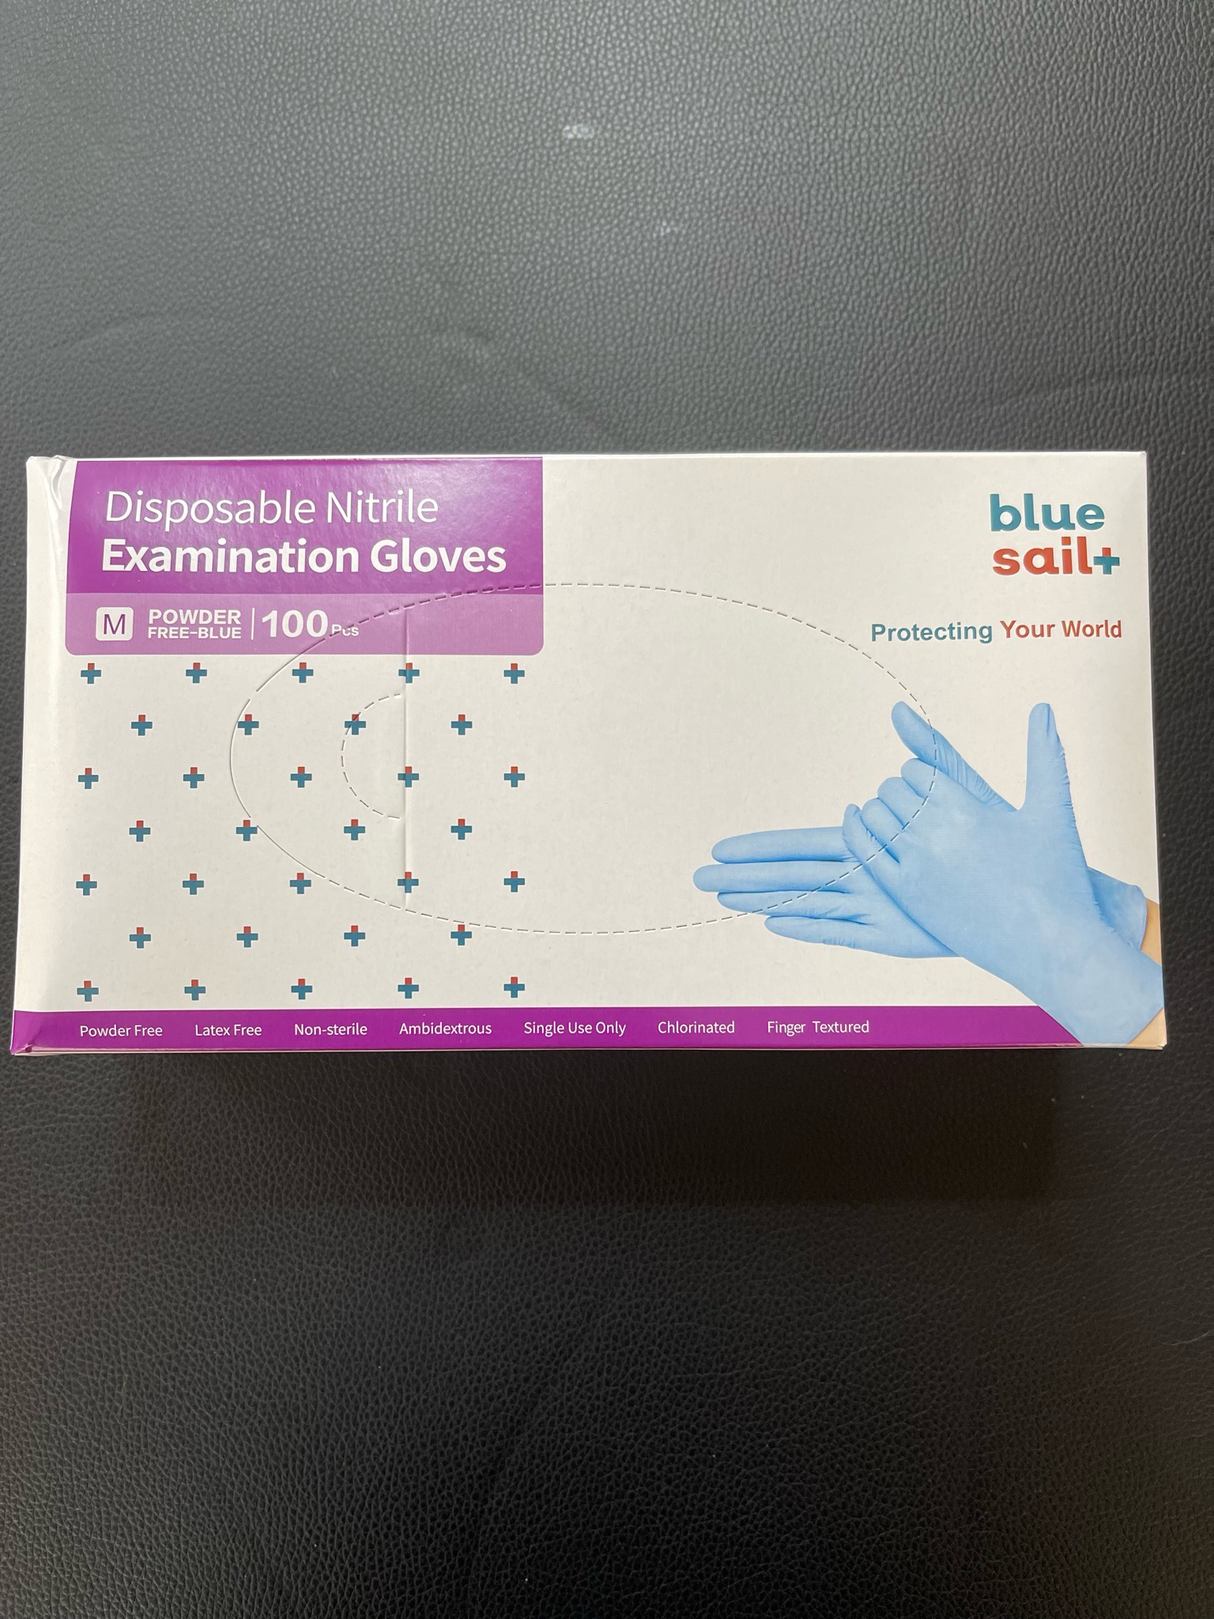 Disposable Nitrile
Examination Gloves
M POWDER FREE-BLUE 100 Pcs
blue
sail+
Protecting Your World
Powder Free Latex Free Non-sterile Ambidextrous Single Use Only Chlorinated Finger Textured